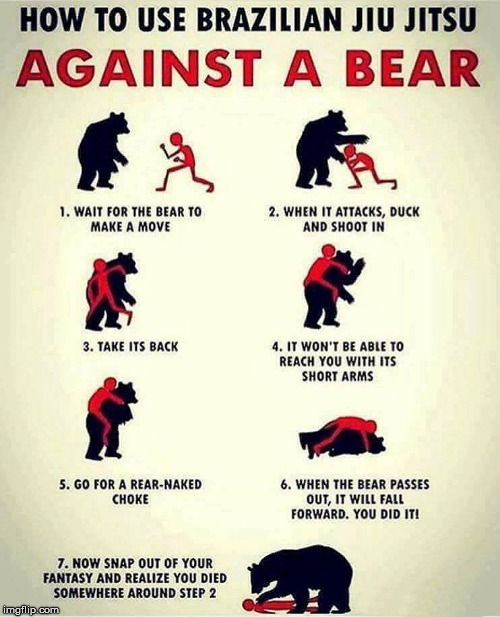 HOW TO USE BRAZILIAN JIU JITSU
AGAINST A BEAR
1. WAIT FOR THE BEAR TO
MAKE A MOVE
2. WHEN IT ATTACKS, DUCK
AND SHOOT IN
3. TAKE ITS BACK
4. IT WON'T BE ABLE TO
REACH YOU WITH ITS
SHORT ARMS
5. GO FOR A REAR-NAKED
CHOKE
6. WHEN THE BEAR PASSES
OUT, IT WILL FALL
FORWARD. YOU DID IT!
7. NOW SNAP OUT OF YOUR
FANTASY AND REALIZE YOU DIED
SOMEWHERE AROUND STEP 2
imgflip.com